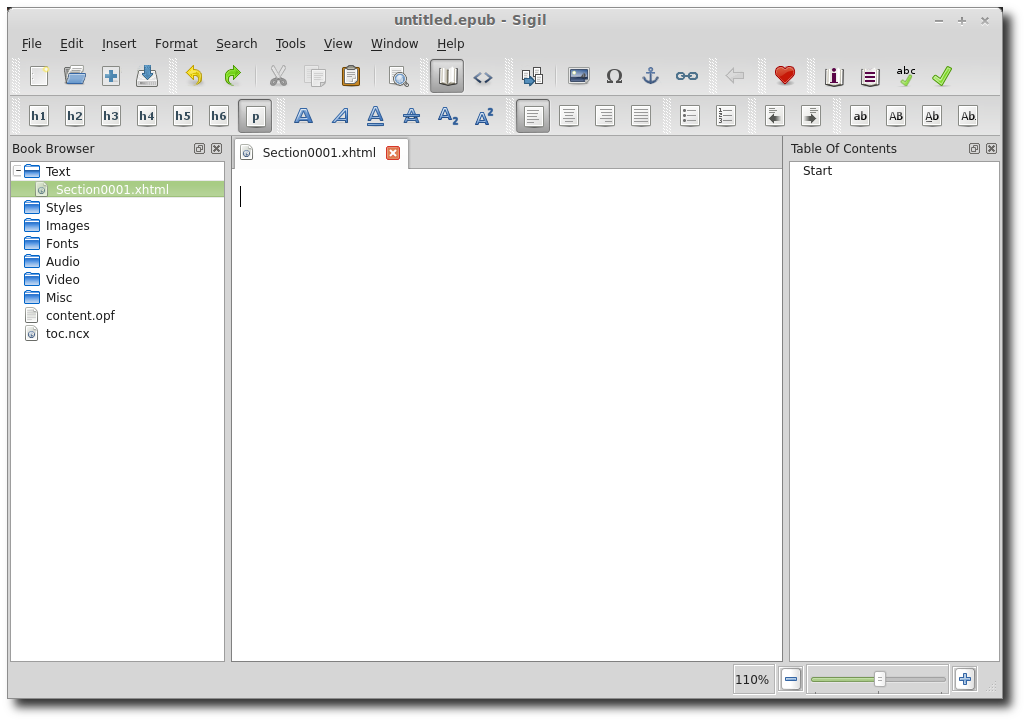 untitled.epub - Sigil
File Edit Insert Format Search Tools View Window Help
abc
h1 h2 h3 h4 h5 h6 p A A A A A2 A2 ab AB Ab Ab
Book Browser
Section0001.xhtml
Table Of Contents
Text
Section0001.xhtml
Styles
Images
Fonts
Audio
Video
Misc
content.opf
toc.ncx
Start
110%